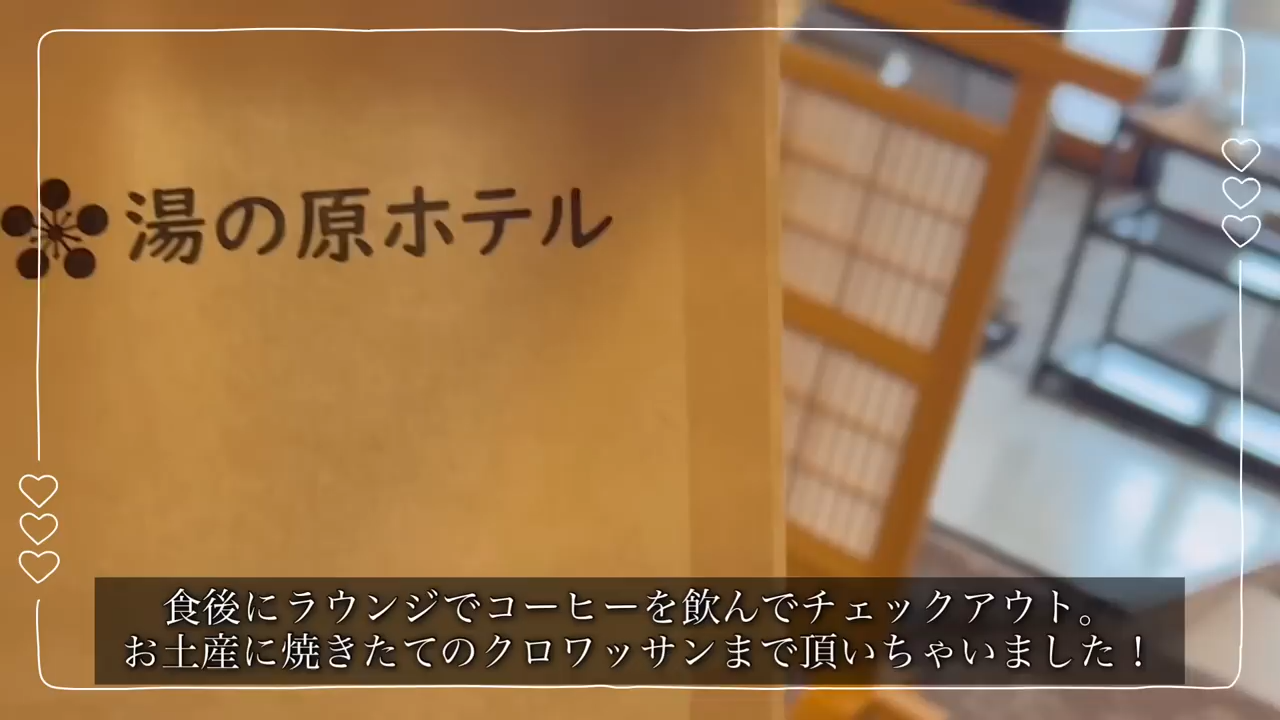 湯の原ホテル
食後にラウンジでコーヒーを飲んでチェックアウト。
お土産に焼きたてのクロワッサンまで頂いちゃいました！